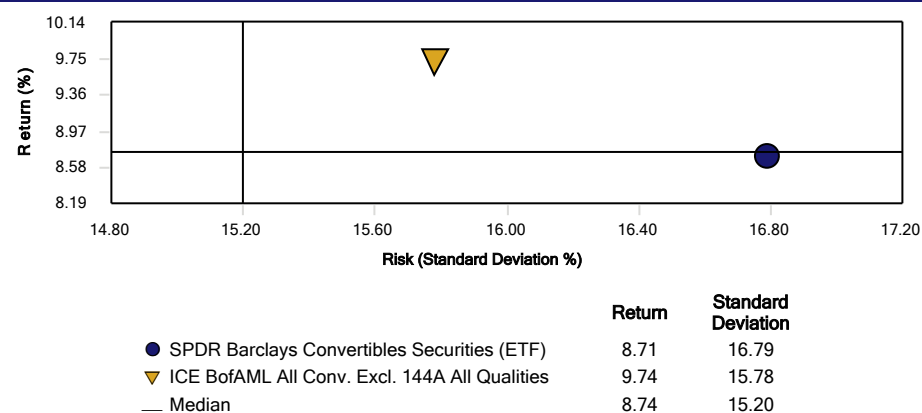 10.14
9.75
9.36
8.97
8.58
8.19
Return (%)
14.80 15.20 15.60 16.00 16.40 16.80 17.20
Risk (Standard Deviation %)
Return Standard Deviation
SPDR Barclays Convertibles Securities (ETF) 8.71 16.79
ICE BofAML All Conv. Excl. 144A All Qualities 9.74 15.78
Median 8.74 15.20